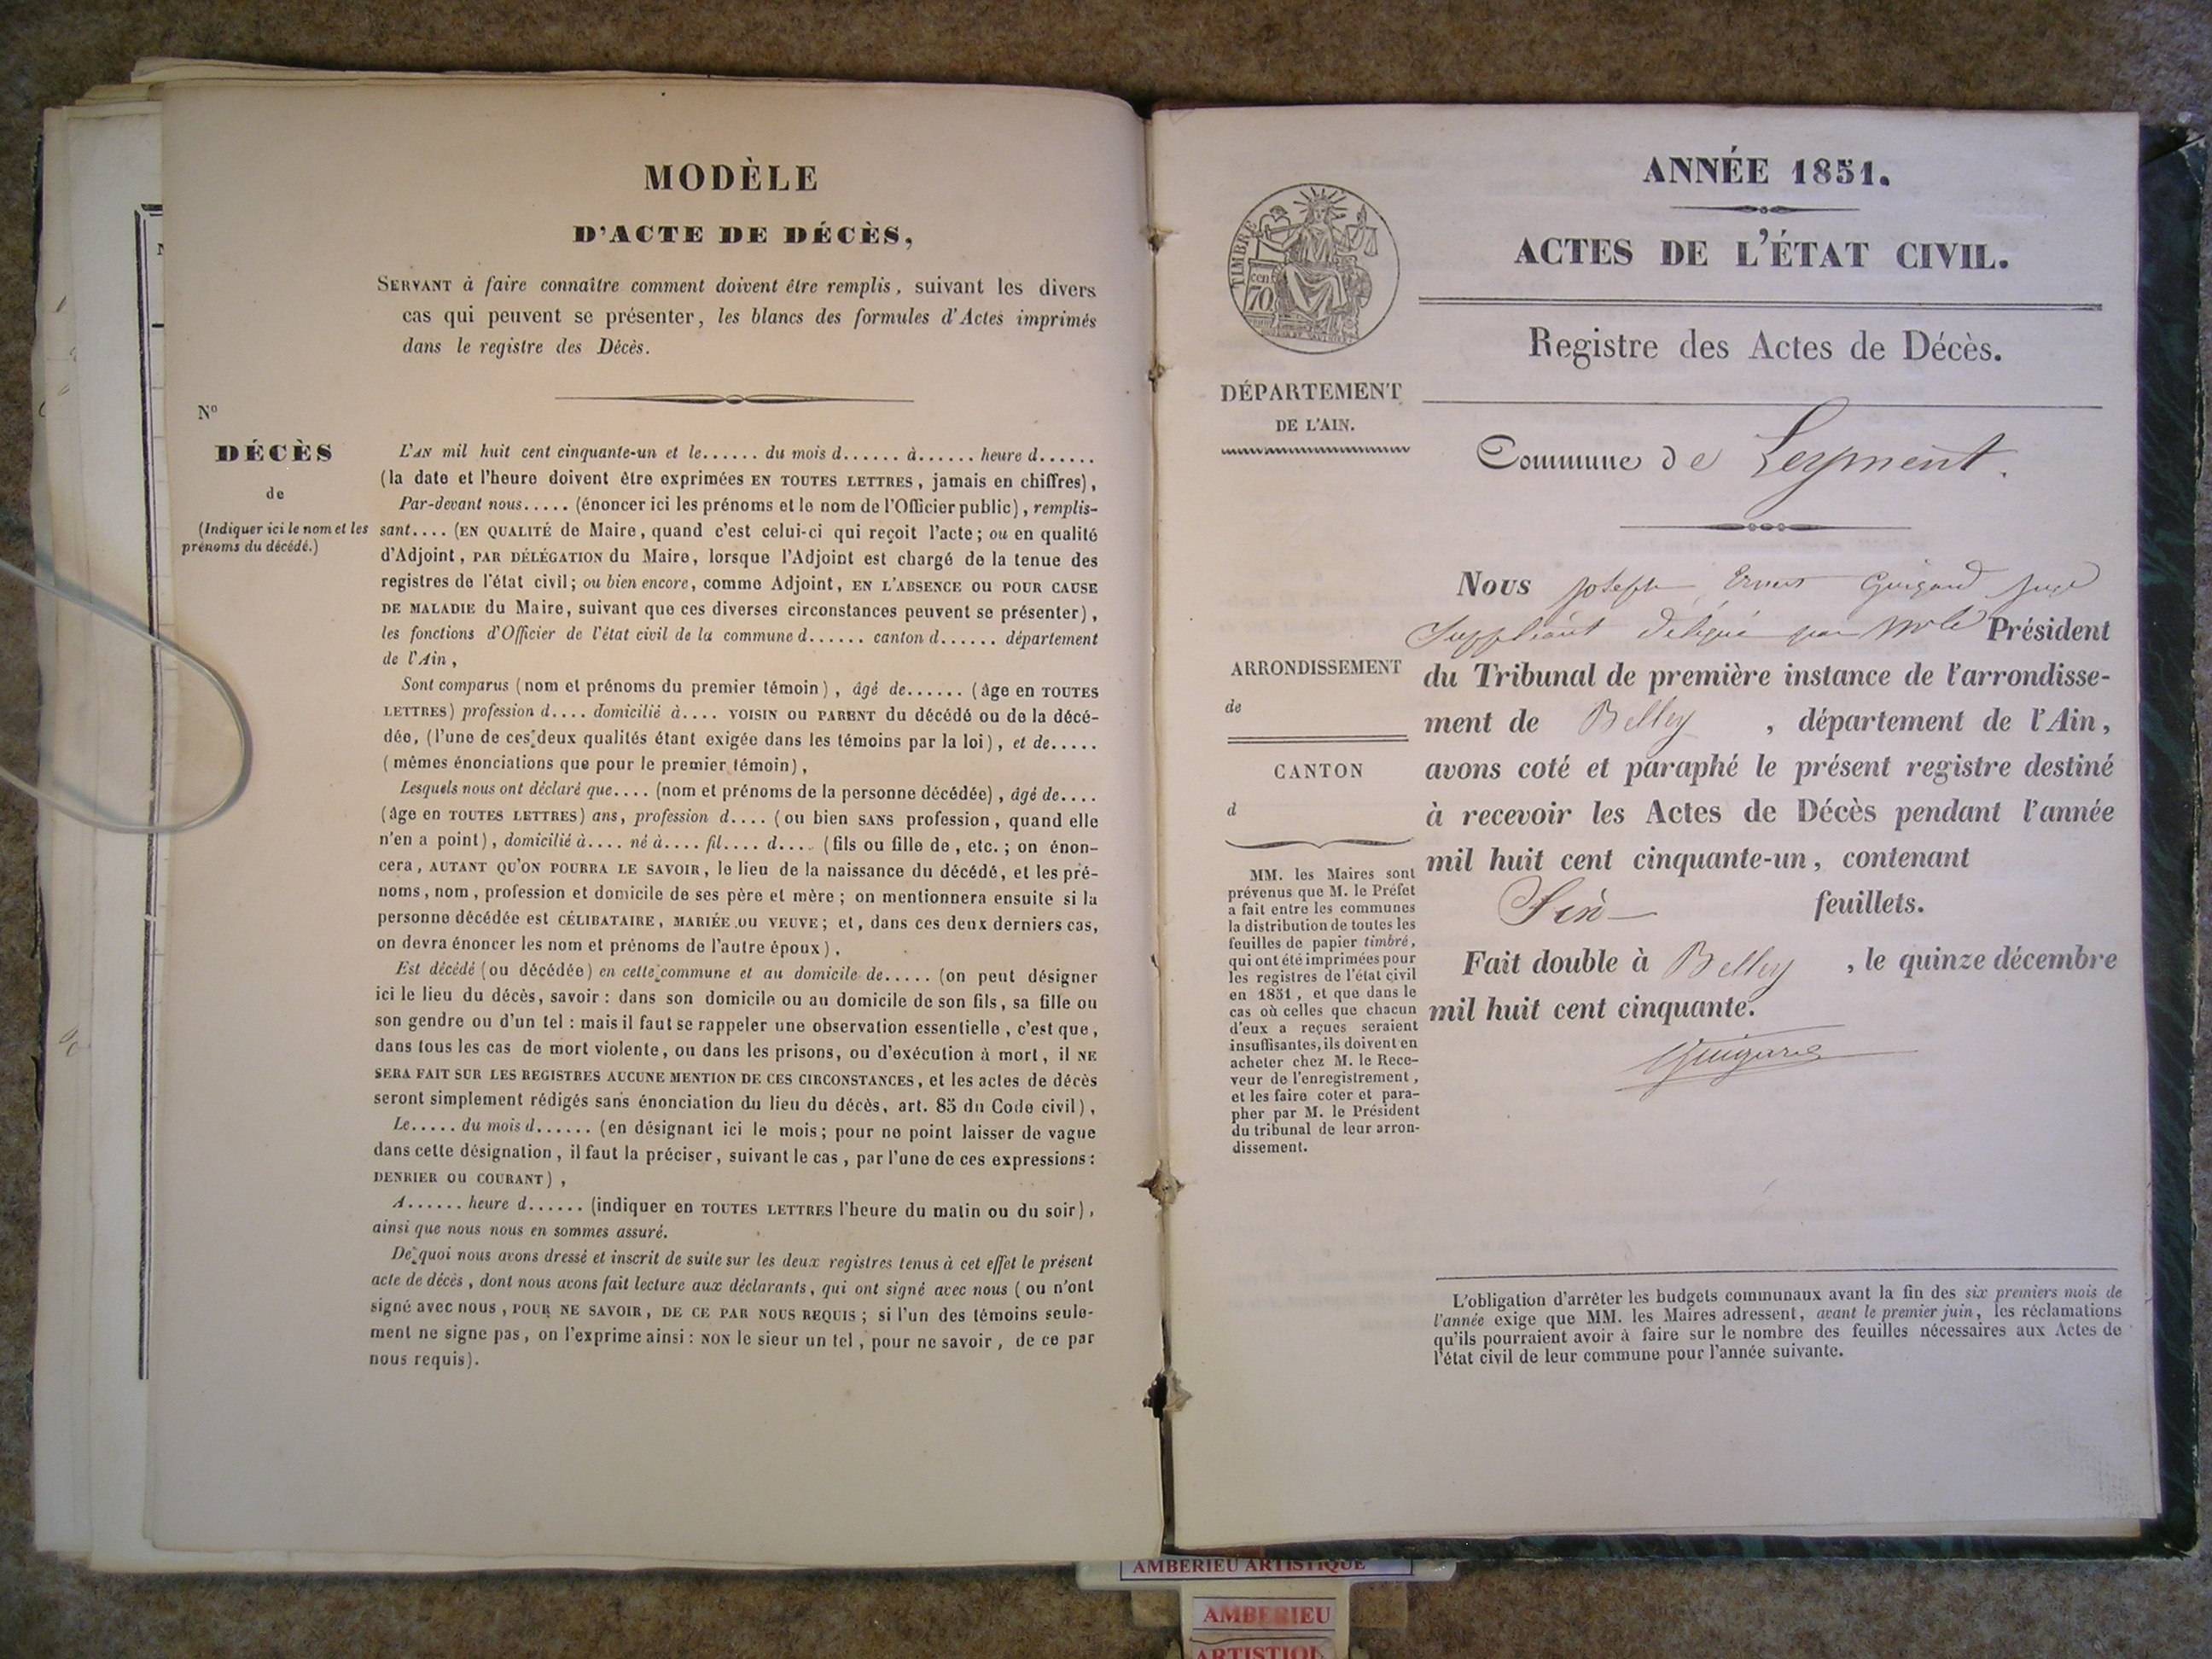 MODÈLE
D'ACTE DE DÉCÈS,
SERVANT à faire connaître comment doivent être remplis, suivant les divers
cas qui peuvent se présenter, les blancs des formules d'Actes imprimés
dans le registre des Décès.
N°
DÉCÈS
de
(Indiquer ici le nom et les
prénoms du décédé.)
L'AN mil huit cent cinquante-un et le...... du mois d...... à...... heure d......
(la date et l'heure doivent être exprimées EN TOUTES LETTRES, jamais en chiffres),
Par-devant nous..... (énoncer ici les prénoms et le nom de l'Officier public), remplis-
sant.... (EN QUALITÉ de Maire, quand c'est celui-ci qui reçoit l'acte; ou en qualité
d'Adjoint, PAR DÉLÉGATION du Maire, lorsque l'Adjoint est chargé de la tenue des
registres de l'état civil; ou bien encore, comme Adjoint, EN L'ABSENCE OU POUR CAUSE
DE MALADIE du Maire, suivant que ces diverses circonstances peuvent se présenter),
les fonctions d'Officier de l'état civil de la commune d...... canton d...... département
de l'Ain,
Sont comparus (nom et prénoms du premier témoin), âgé de...... (âge en TOUTES
LETTRES) profession d.... domicilié à.... VOISIN OU PARENT du décédé ou de la décé-
dée, (l'une de ces deux qualités étant exigée dans les témoins par la loi), et de.....
(mêmes énonciations que pour le premier témoin),
Lesquels nous ont déclaré que.... (nom et prénoms de la personne décédée), âgé de....
(âge en TOUTES LETTRES) ans, profession d.... (ou bien SANS profession, quand elle
n'en a point), domicilié à.... né à.... fil.... d.... (fils ou fille de, etc.; on énon-
cera, AUTANT QU'ON POURRA LE SAVOIR, le lieu de la naissance du décédé, et les pré-
noms, nom, profession et domicile de ses père et mère; on mentionnera ensuite si la
personne décédée est CÉLIBATAIRE, MARIÉE OU VEUVE; et, dans ces deux derniers cas,
on devra énoncer les nom et prénoms de l'autre époux),
Est décédé (ou décédée) en cette commune et au domicile de..... (on peut désigner
ici le lieu du décès, savoir: dans son domicile ou au domicile de son fils, sa fille ou
son gendre ou d'un tel: mais il faut se rappeler une observation essentielle, c'est que,
dans tous les cas de mort violente, ou dans les prisons, ou d'exécution à mort, il NE
SERA FAIT SUR LES REGISTRES AUCUNE MENTION DE CES CIRCONSTANCES, et les actes de décès
seront simplement rédigés sans énonciation du lieu du décès, art. 85 du Code civil),
Le..... du mois d...... (en désignant ici le mois; pour ne point laisser de vague
dans cette désignation, il faut la préciser, suivant le cas, par l'une de ces expressions:
DERNIER OU COURANT),
A...... heure d...... (indiquer en TOUTES LETTRES l'heure du matin ou du soir),
ainsi que nous nous en sommes assuré.
De quoi nous avons dressé et inscrit de suite sur les deux registres tenus à cet effet le présent
acte de décès, dont nous avons fait lecture aux déclarants, qui ont signé avec nous (ou n'ont
signé avec nous, POUR NE SAVOIR, DE CE PAR NOUS REQUIS; si l'un des témoins seule-
ment ne signe pas, on l'exprime ainsi: NON le sieur un tel, pour ne savoir, de ce par
nous requis).
TIMBRE
70 cent
DÉPARTEMENT
DE L'AIN.
ARRONDISSEMENT
de
CANTON
d
MM. les Maires sont
prévenus que M. le Préfet
a fait entre les communes
la distribution de toutes les
feuilles de papier timbré,
qui ont été imprimées pour
les registres de l'état civil
en 1851, et que dans le
cas où celles que chacun
d'eux a reçues seraient
insuffisantes, ils doivent en
acheter chez M. le Rece-
veur de l'enregistrement,
et les faire coter et para-
pher par M. le Président
du tribunal de leur arron-
dissement.
ANNÉE 1851.
ACTES DE L'ÉTAT CIVIL.
Registre des Actes de Décès.
Commune de Leyment.
Nous Joseph Ernest Guigard Juge
Suppléant délégué par Mr le Président
du Tribunal de première instance de l'arrondisse-
ment de Belley, département de l'Ain,
avons coté et paraphé le présent registre destiné
à recevoir les Actes de Décès pendant l'année
mil huit cent cinquante-un, contenant
Six feuillets.
Fait double à Belley, le quinze décembre
mil huit cent cinquante.
Guigard
L'obligation d'arrêter les budgets communaux avant la fin des six premiers mois de
l'année exige que MM. les Maires adressent, avant le premier juin, les réclamations
qu'ils pourraient avoir à faire sur le nombre des feuilles nécessaires aux Actes de
l'état civil de leur commune pour l'année suivante.
AMBERIEU ARTISTIQUE
AMBERIEU